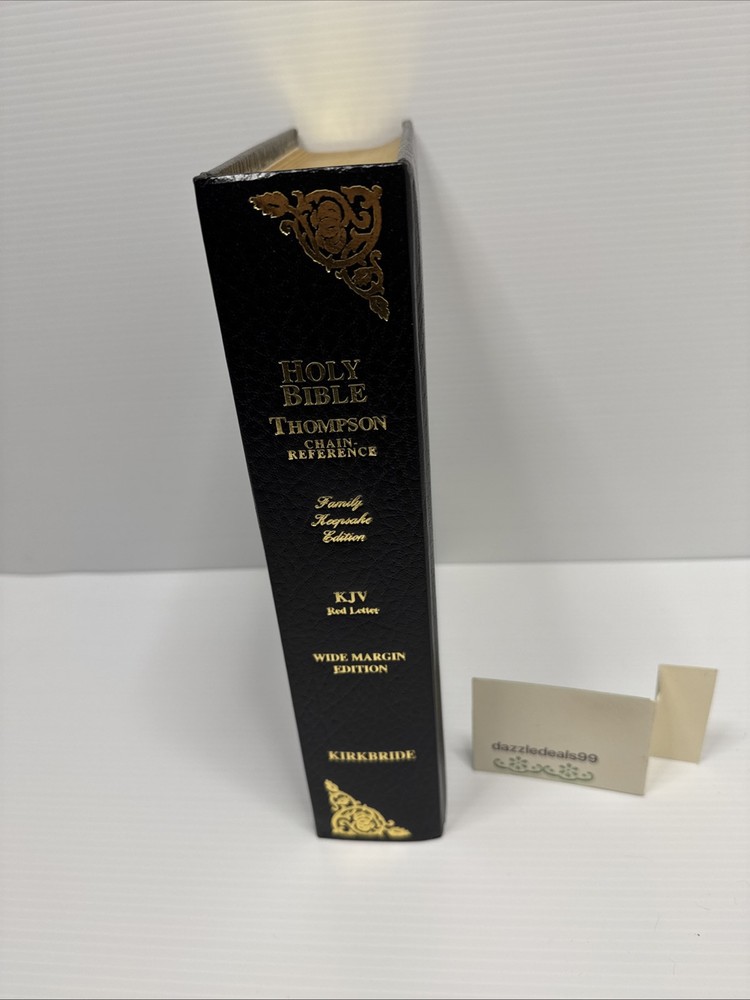 HOLY
BIBLE
THOMPSON
CHAIN-
REFERENCE
Family
Keepsake
Edition
KJV
Red Letter
WIDE MARGIN
EDITION
KIRKBRIDE
dazzledeals99